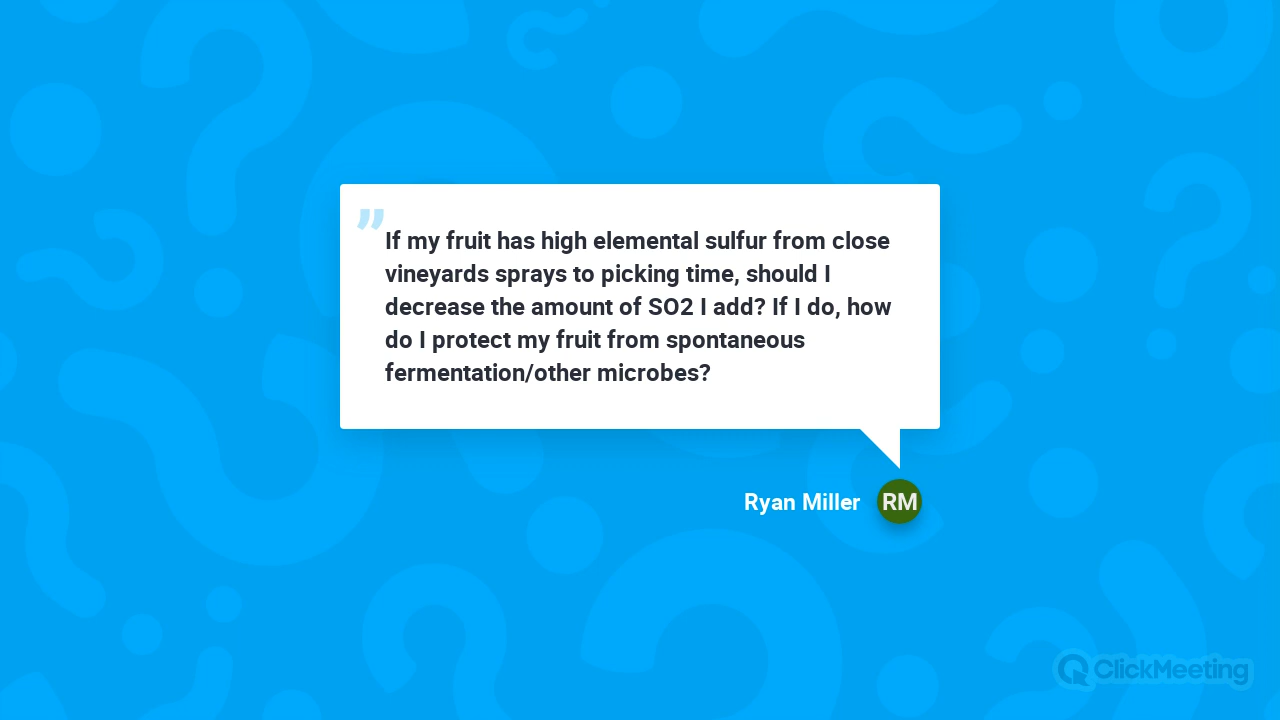 ”
If my fruit has high elemental sulfur from close
vineyards sprays to picking time, should I
decrease the amount of SO2 I add? If I do, how
do I protect my fruit from spontaneous
fermentation/other microbes?
Ryan Miller RM
ClickMeeting